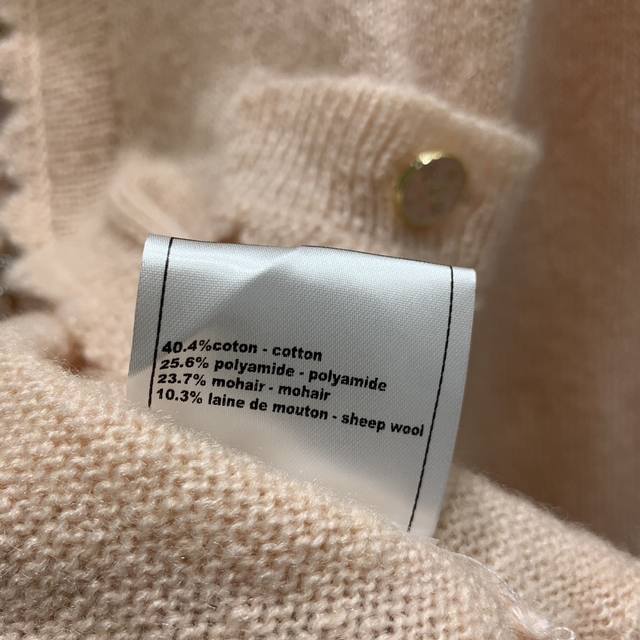 40.4%coton - cotton
25.6% polyamide - polyamide
23.7% mohair - mohair
10.3% laine de mouton - sheep wool